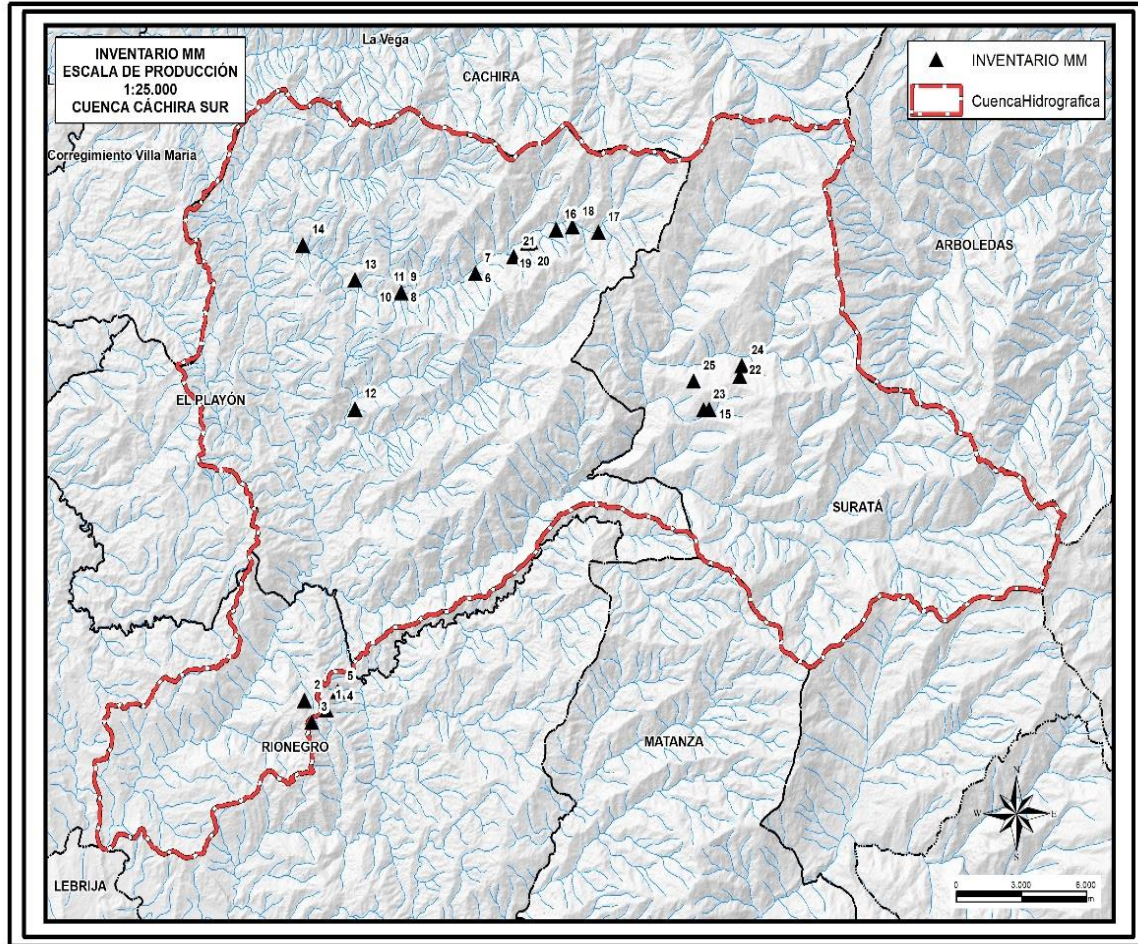 INVENTARIO MM
ESCALA DE PRODUCCIÓN
1:25.000
CUENCA CÁCHIRA SUR
La Vega
CACHIRA
INVENTARIO MM
CuencaHidrografica
Corregimiento Villa Maria
ARBOLEDAS
14
16
18
17
21
13
7
19
20
11
9
6
10
8
24
25
22
12
23
15
EL PLAYÓN
SURATÁ
5
2
1
4
3
RIONEGRO
MATANZA
N
W
E
S
LEBRIJA
0
3.000
6.000
m